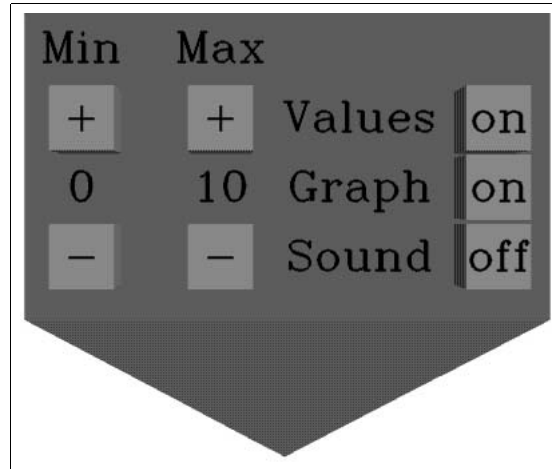 Min Max
+ + Values on
0 10 Graph on
− − Sound off